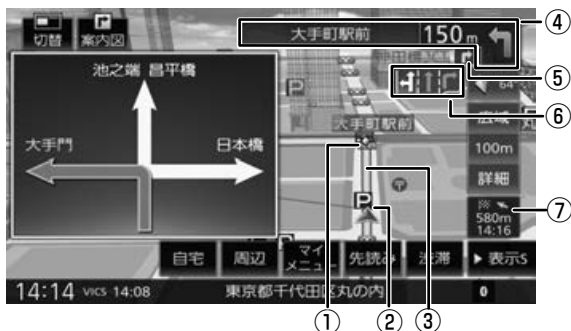 切替
案内図
大手町駅前 150m
④
⑤
⑥
64
池之端 昌平橋
大手門
日本橋
大手町駅前
広域
100m
詳細
P
P
①
②
③
⑦
580m
14:16
自宅
周辺
マイ
メニュー
先読み
渋滞
▶ 表示S
14:14 VICS 14:08 東京都千代田区丸の内 0